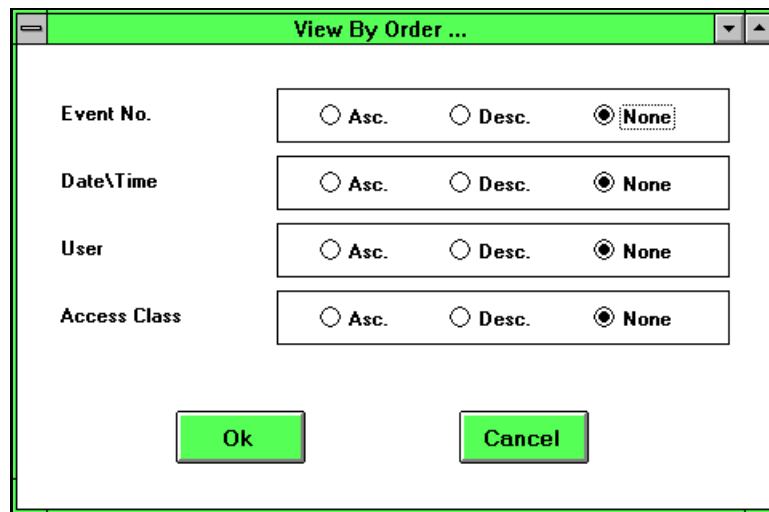 View By Order ...
Event No. Asc. Desc. None
Date\Time Asc. Desc. None
User Asc. Desc. None
Access Class Asc. Desc. None
Ok Cancel